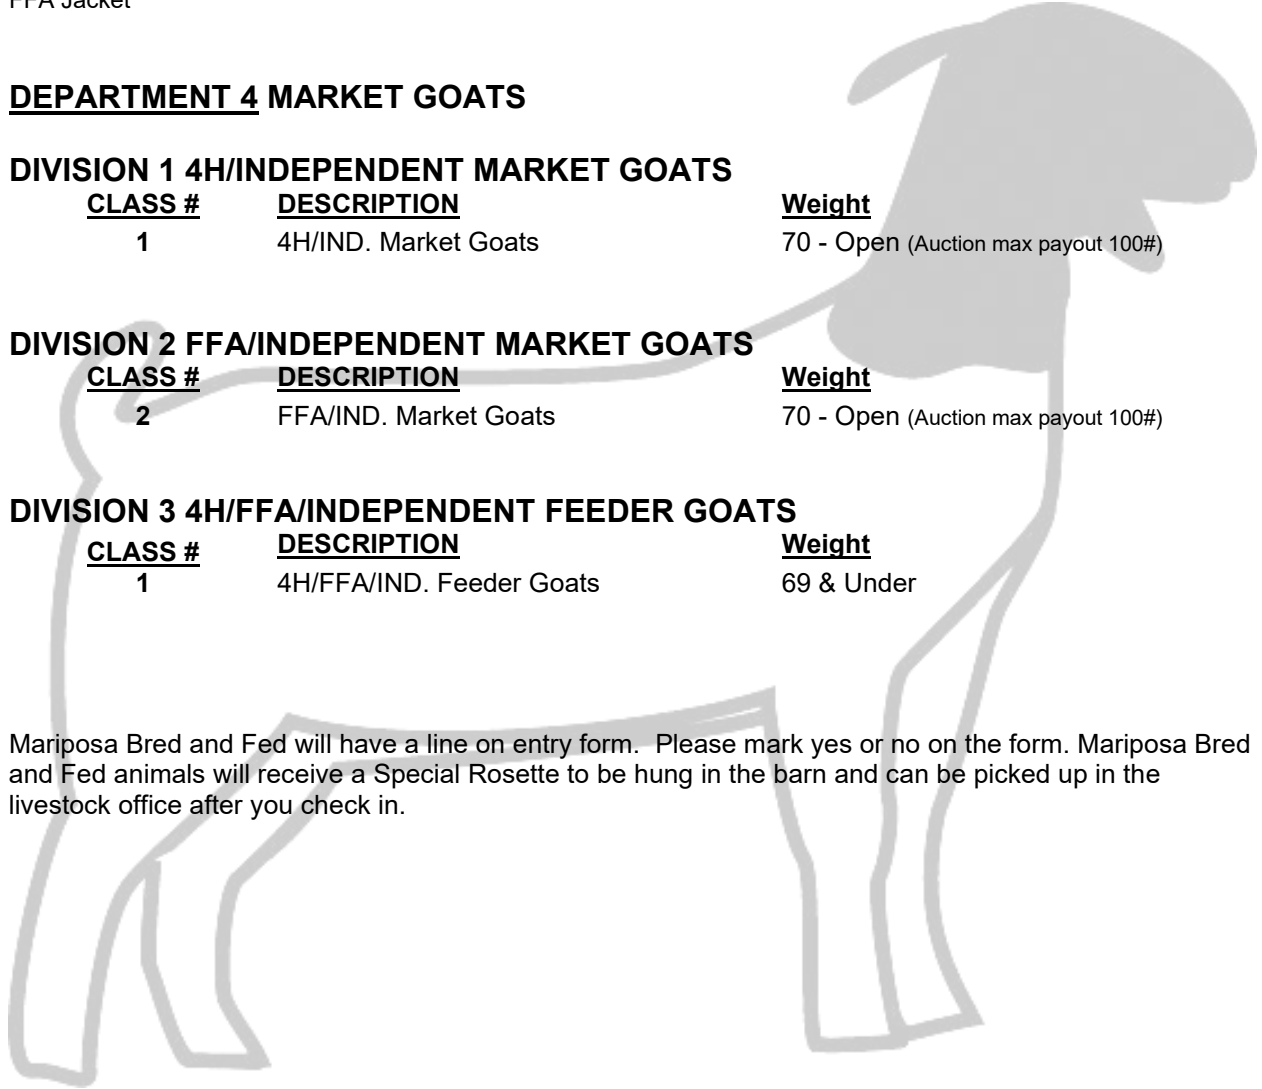 FFA Jacket
DEPARTMENT 4 MARKET GOATS
DIVISION 1 4H/INDEPENDENT MARKET GOATS
CLASS # DESCRIPTION Weight
1 4H/IND. Market Goats 70 - Open (Auction max payout 100#)
DIVISION 2 FFA/INDEPENDENT MARKET GOATS
CLASS # DESCRIPTION Weight
2 FFA/IND. Market Goats 70 - Open (Auction max payout 100#)
DIVISION 3 4H/FFA/INDEPENDENT FEEDER GOATS
CLASS # DESCRIPTION Weight
1 4H/FFA/IND. Feeder Goats 69 & Under
Mariposa Bred and Fed will have a line on entry form.  Please mark yes or no on the form. Mariposa Bred
and Fed animals will receive a Special Rosette to be hung in the barn and can be picked up in the
livestock office after you check in.